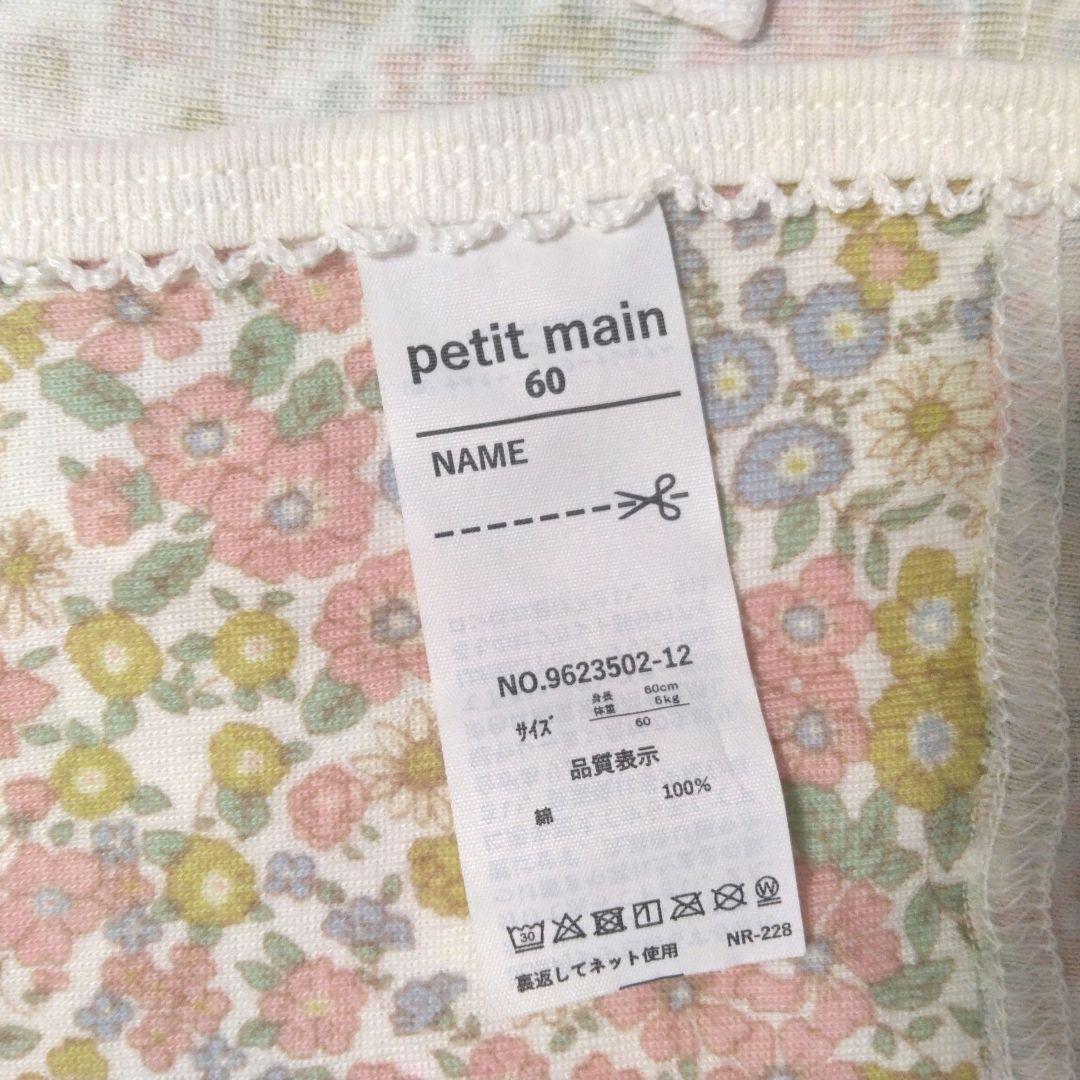 petit main
60
NAME
NO.9623502-12
サイズ
身長 60cm
体重 6kg
60
品質表示
綿 100%
30
W
裏返してネット使用 NR-228